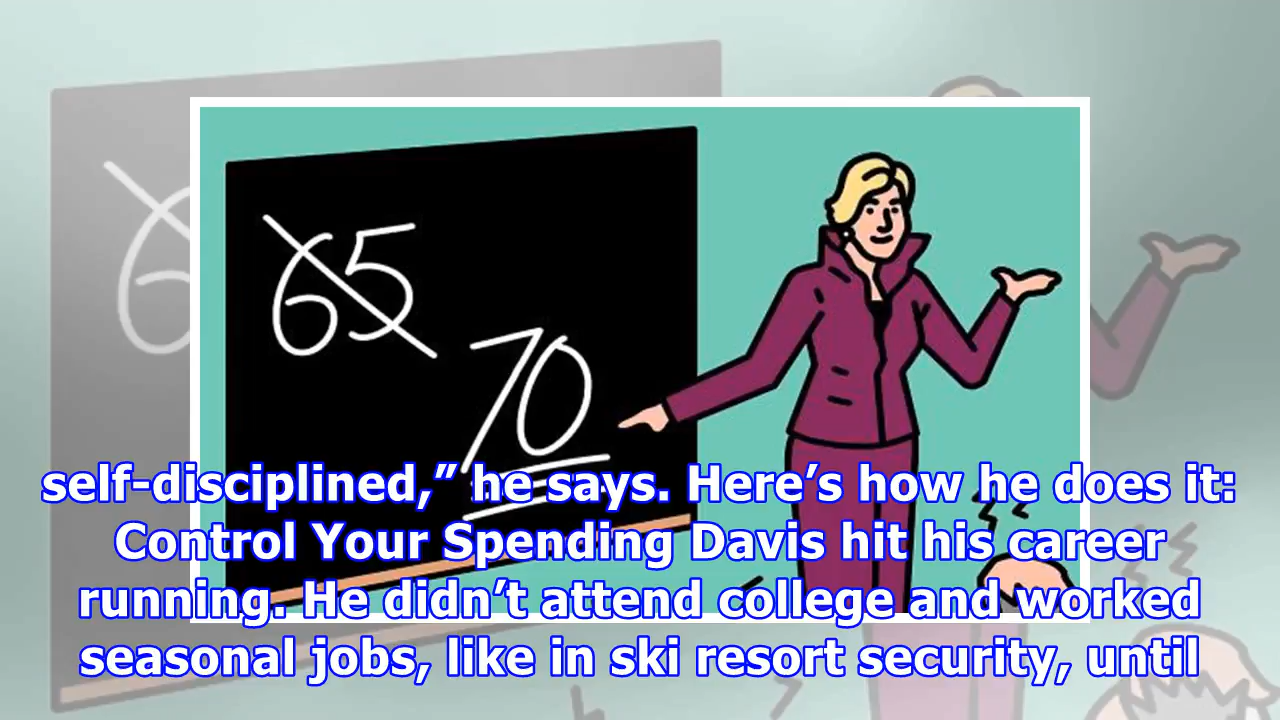 65
70
self-disciplined,” he says. Here’s how he does it:
Control Your Spending Davis hit his career
running. He didn’t attend college and worked
seasonal jobs, like in ski resort security, until